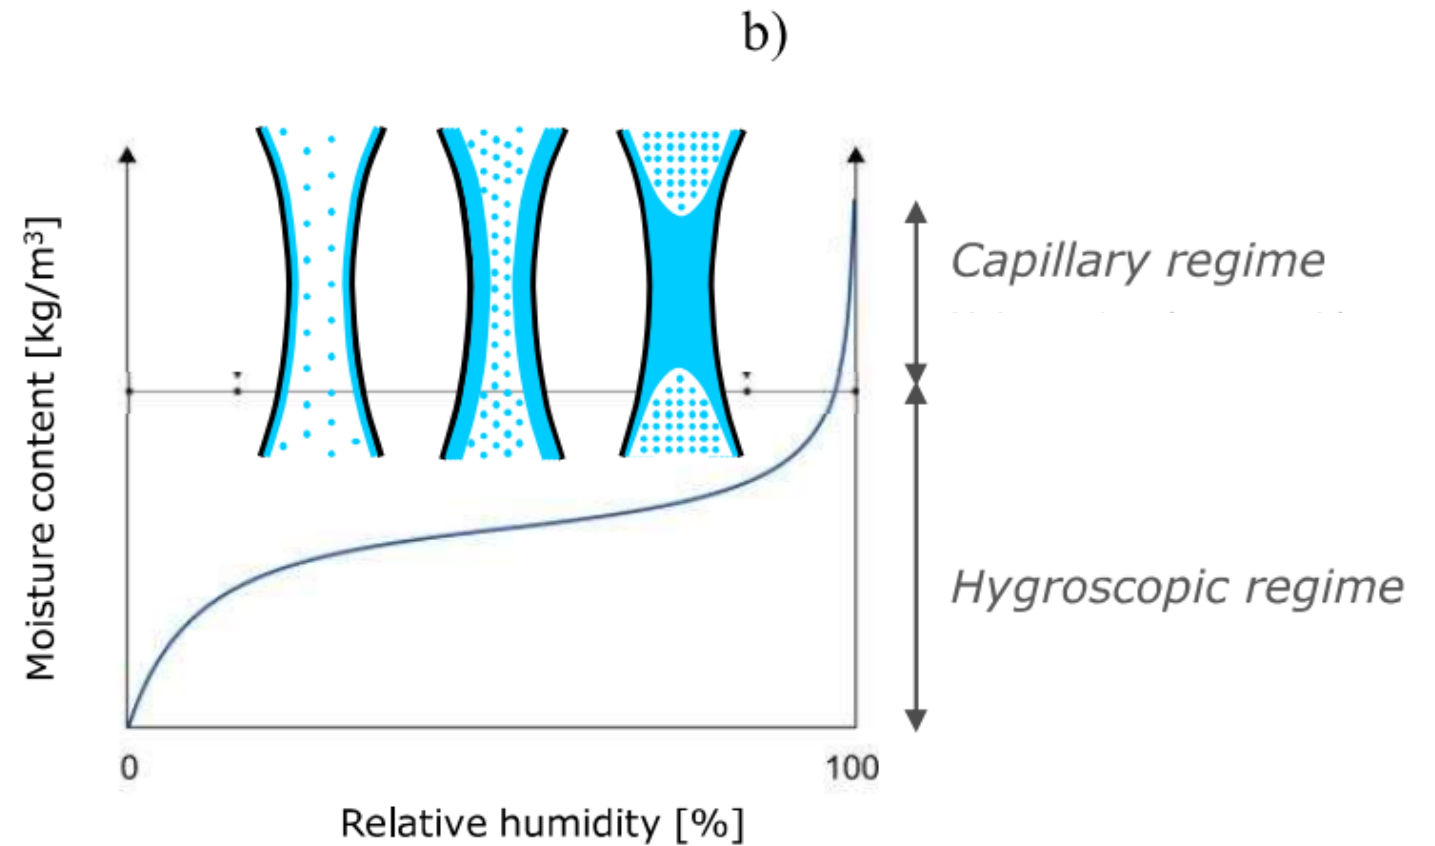 b)
Moisture content [kg/m³]
Capillary regime
Hygroscopic regime
0
100
Relative humidity [%]